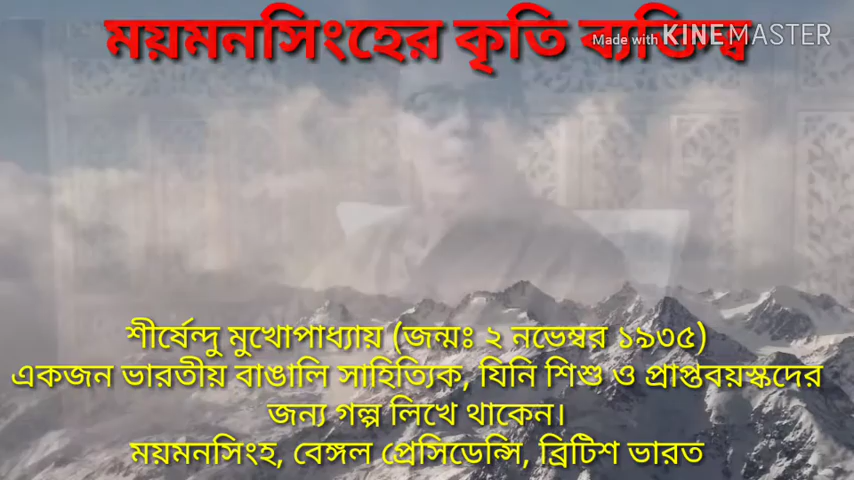 ময়মনসিংহের কৃতি ব্যক্তিত্ব
Made with KINEMASTER
শীর্ষেন্দু মুখোপাধ্যায় (জন্মঃ ২ নভেম্বর ১৯৩৫)
একজন ভারতীয় বাঙালি সাহিত্যিক, যিনি শিশু ও প্রাপ্তবয়স্কদের
জন্য গল্প লিখে থাকেন।
ময়মনসিংহ, বেঙ্গল প্রেসিডেন্সি, ব্রিটিশ ভারত